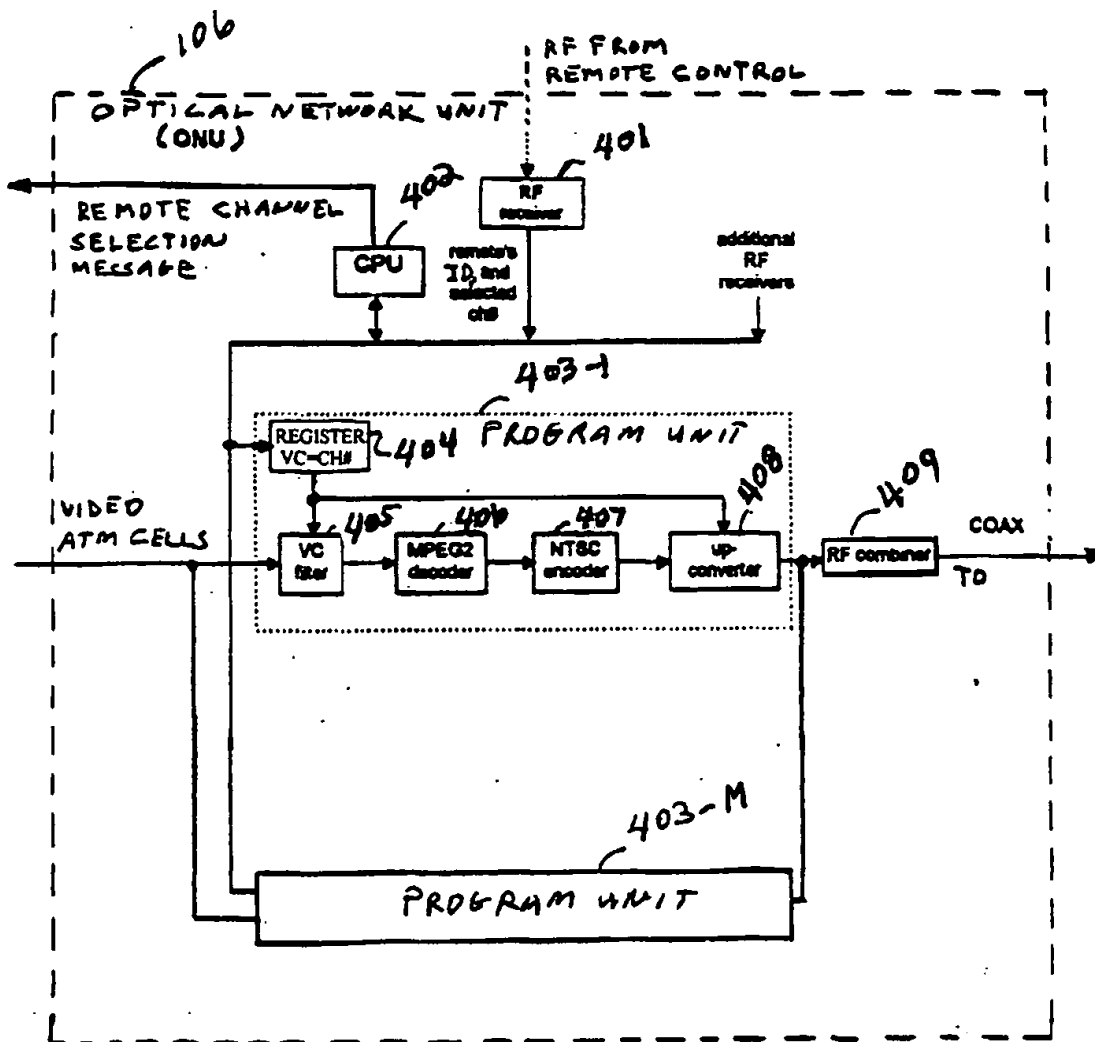 106
RF FROM
REMOTE CONTROL
OPTICAL NETWORK UNIT
(ONU)
401
402
RF
receiver
REMOTE CHANNEL
SELECTION
MESSAGE
CPU
remote's
ID, and
selected
ch#
additional
RF
receivers
403-1
REGISTER
VC=CH#
404
PROGRAM UNIT
408
409
VIDEO
ATM CELLS
405
406
407
COAX
VC
filter
MPEG2
decoder
NTSC
encoder
up-
converter
RF combiner
TO
403-M
PROGRAM UNIT